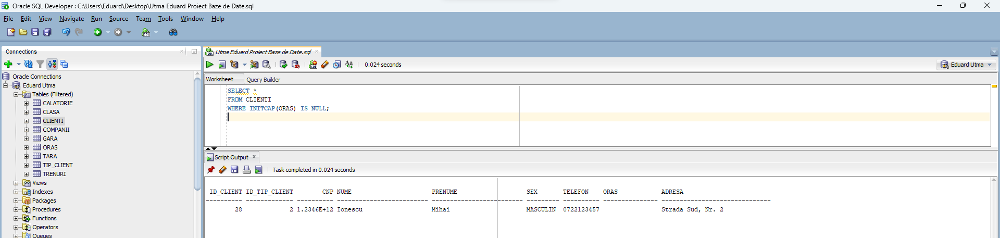 Oracle SQL Developer : C:\Users\Eduard\Desktop\Utma Eduard Proiect Baze de Date.sql
File Edit View Navigate Run Source Team Tools Window Help
Connections
Oracle Connections
Eduard Utma
Tables (Filtered)
CALATORIE
CLASA
CLIENTI
COMPANII
GARA
ORAS
TARA
TIP_CLIENT
TRENURI
Views
Indexes
Packages
Procedures
Functions
Operators
Queues
Utma Eduard Proiect Baze de Date.sql
0.024 seconds
Eduard Utma
Worksheet Query Builder
SELECT *
FROM CLIENTI
WHERE INITCAP(ORAS) IS NULL;
Script Output x
Task completed in 0.024 seconds
ID_CLIENT ID_TIP_CLIENT CNP NUME PRENUME SEX TELEFON ORAS ADRESA
28 2 1.2346E+12 Ionescu Mihai MASCULIN 0722123457 Strada Sud, Nr. 2